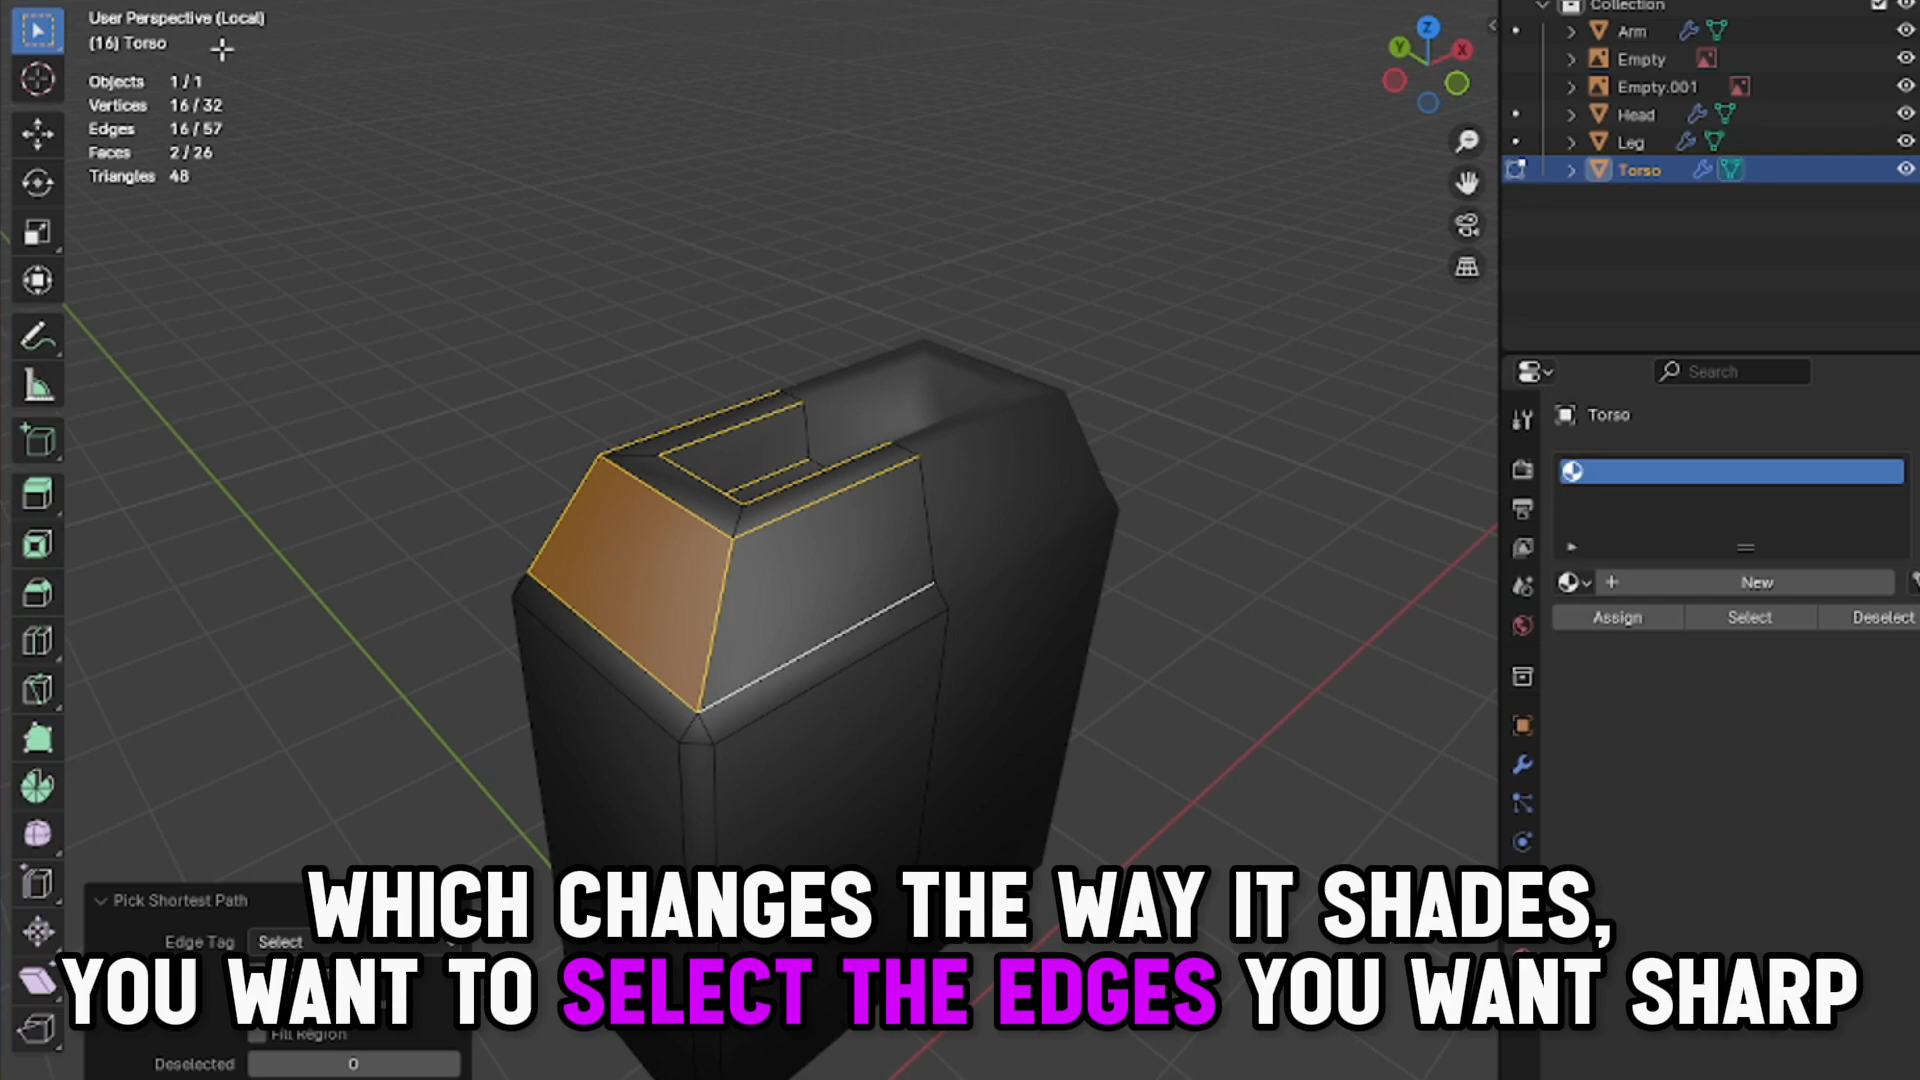 User Perspective (Local)
(16) Torso
Objects 1 / 1
Vertices 16 / 32
Edges 16 / 57
Faces 2 / 26
Triangles 48
Z
Y
X
Collection
Arm
Empty
Empty.001
Head
Leg
Torso
Search
Torso
New
Assign Select Deselect
Pick Shortest Path
Edge Tag Select
Fill Region
Deselected 0
WHICH CHANGES THE WAY IT SHADES,
YOU WANT TO SELECT THE EDGES YOU WANT SHARP